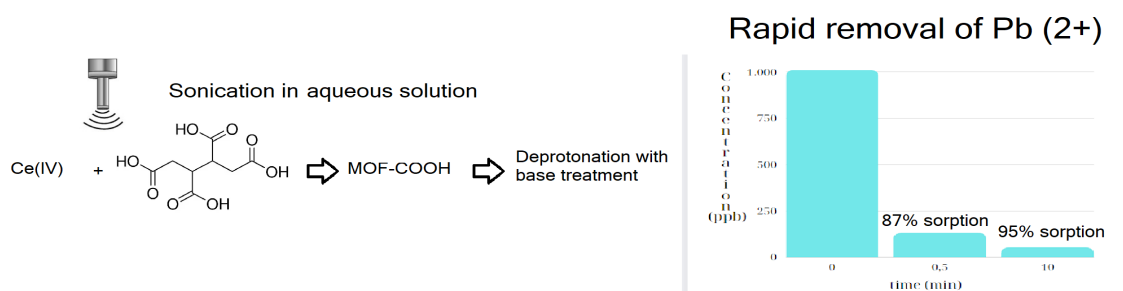 Sonication in aqueous solution
Ce(IV)
+
HO
O
HO
O
O
OH
O
OH
MOF-COOH
Deprotonation with
base treatment
Rapid removal of Pb (2+)
Concentration
(ppb)
1.000
750
500
250
0
87% sorption
95% sorption
0
0,5
10
time (min)